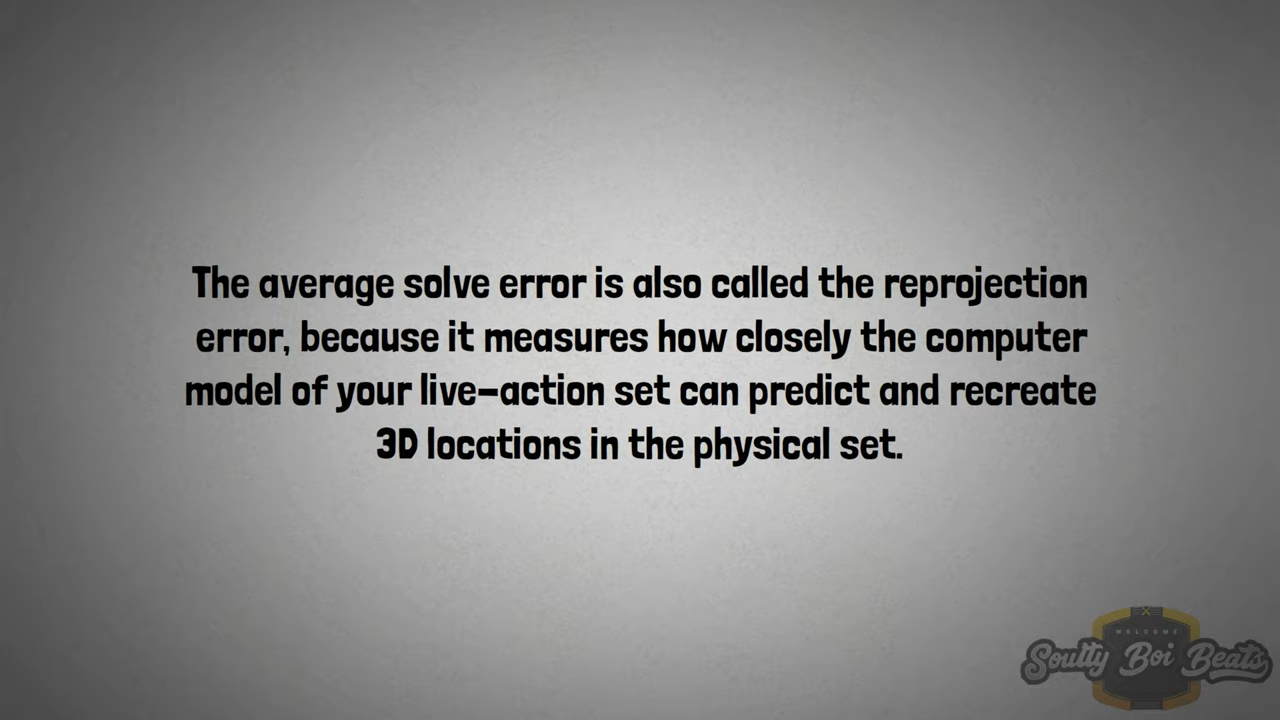 The average solve error is also called the reprojection
error, because it measures how closely the computer
model of your live-action set can predict and recreate
3D locations in the physical set.
WELCOME
Soulty Boi Beats